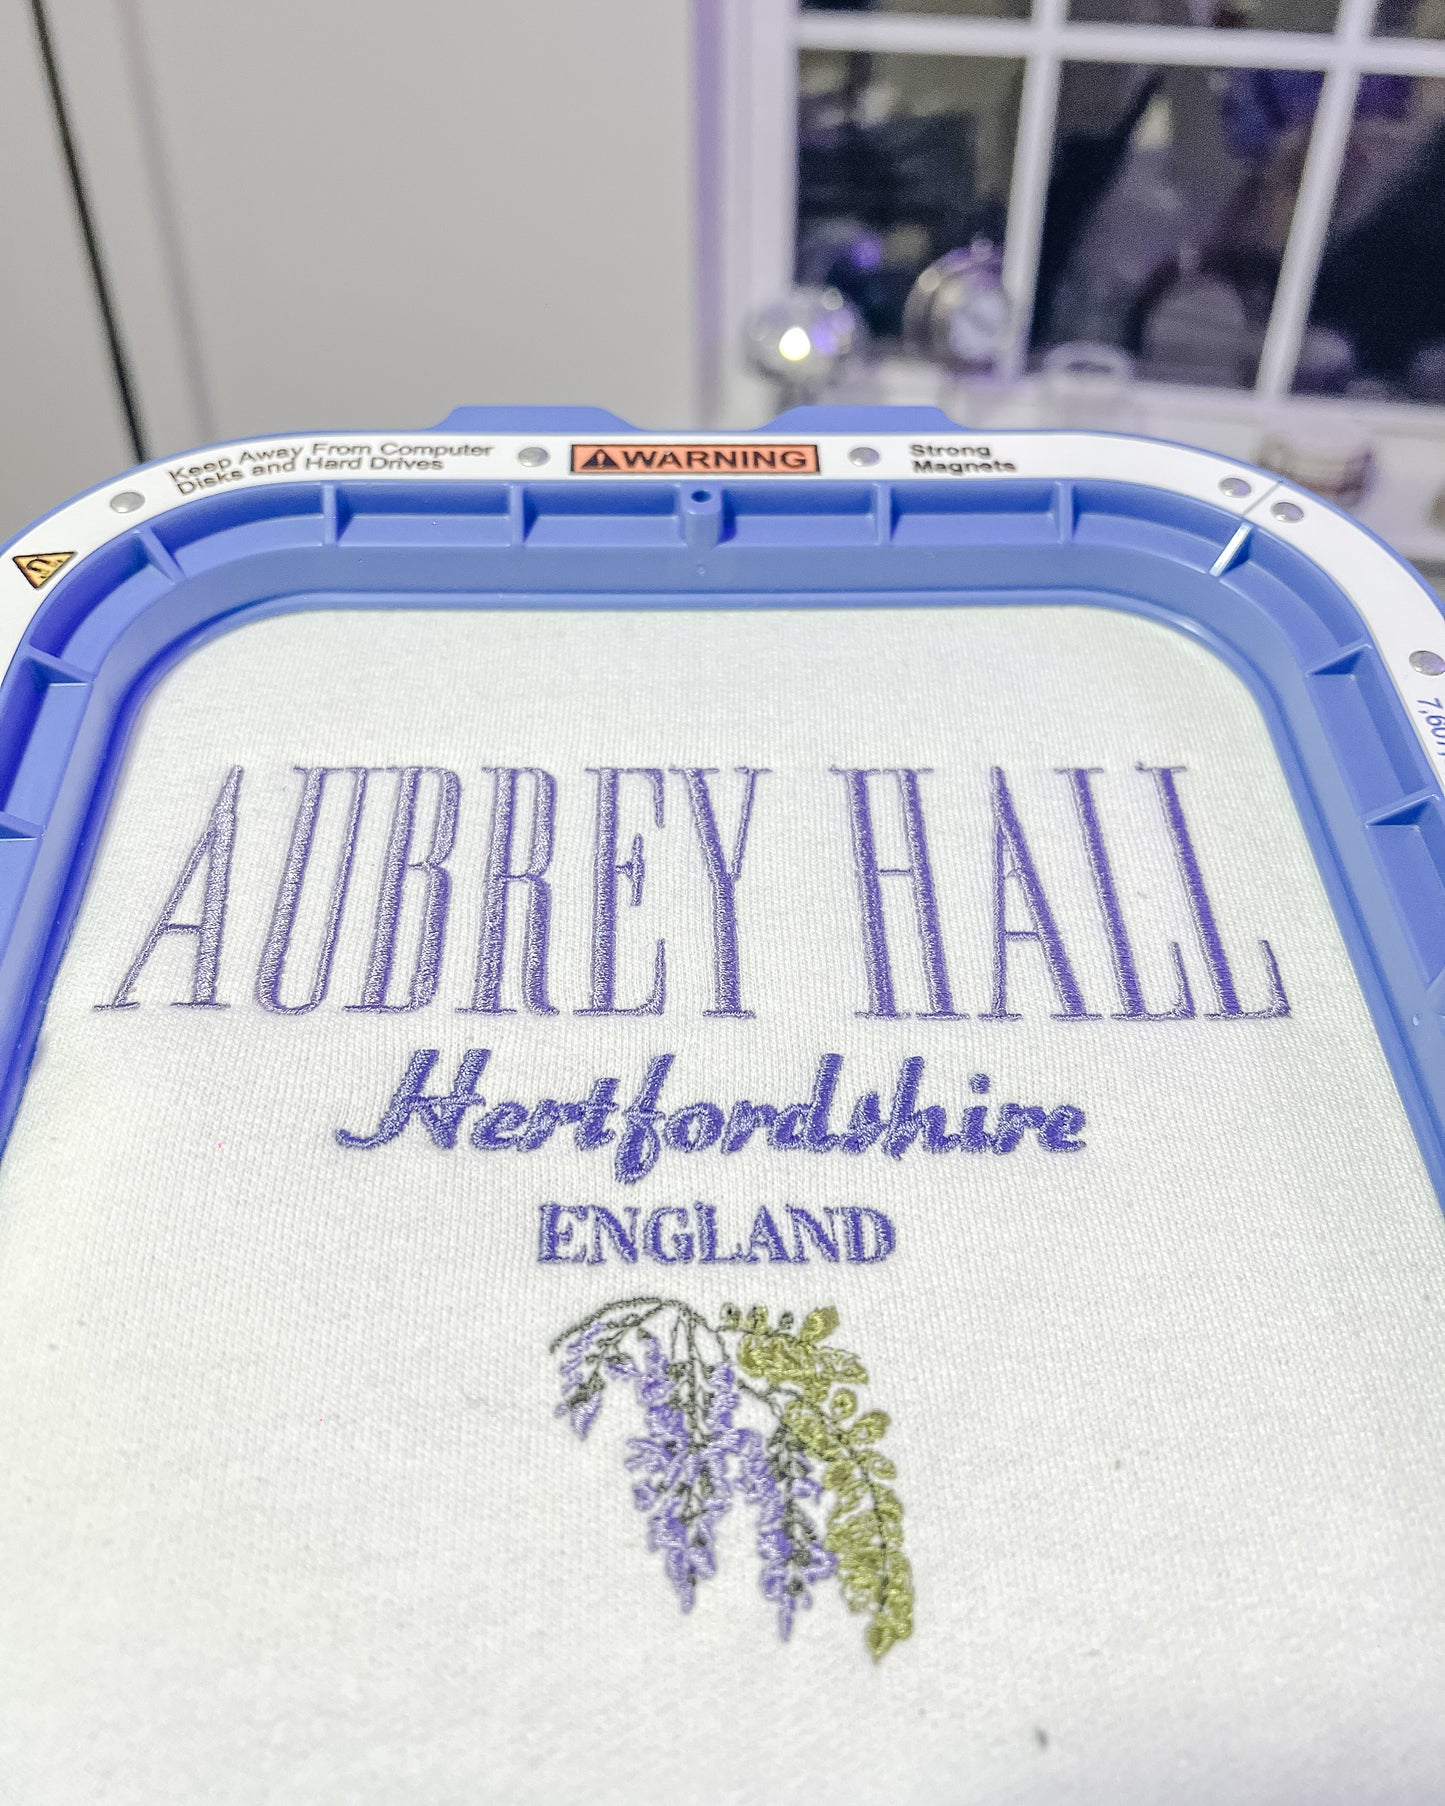 Keep Away From Computer
Disks and Hard Drives
WARNING
Strong
Magnets
AUBREY HALL
Hertfordshire
ENGLAND